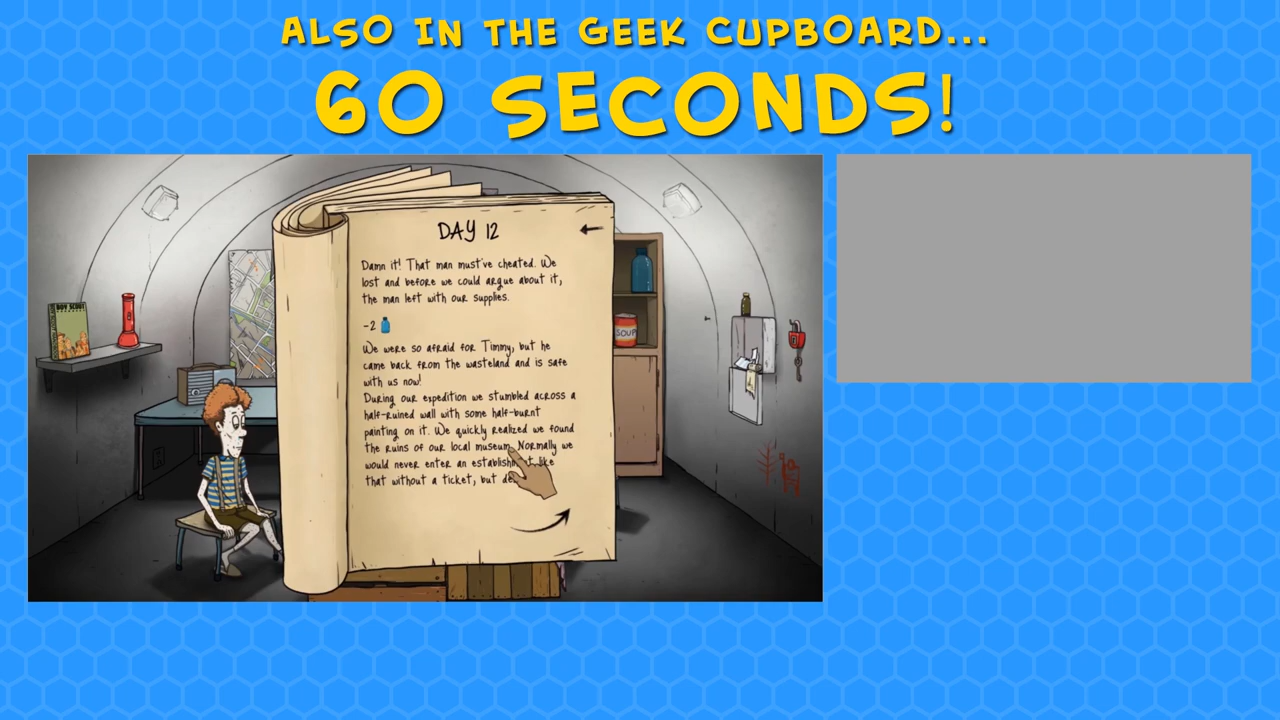 ALSO IN THE GEEK CUPBOARD...
60 SECONDS!
DAY 12
Damn it! That man must've cheated. We
lost and before we could argue about it,
the man left with our supplies.
-2
We were so afraid for Timmy, but he
came back from the wasteland and is safe
with us now!
During our expedition we stumbled across a
half-ruined wall with some half-burnt
painting on it. We quickly realized we found
the ruins of our local museum. Normally we
would never enter an like
that without a ticket, but
BOY SCOUT
SOUP